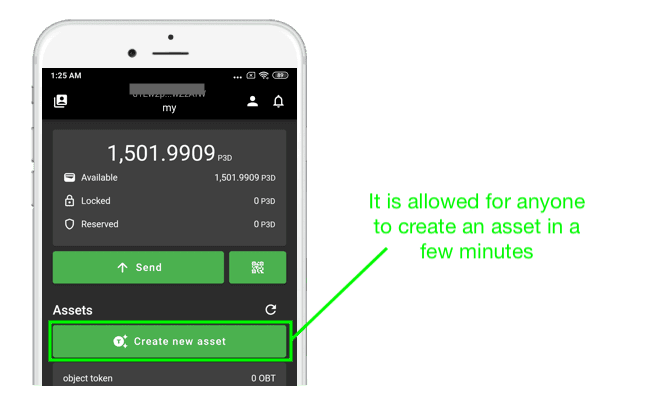 1:25 AM ... 89
my
1,501.9909 P3D
Available 1,501.9909 P3D
Locked 0 P3D
Reserved 0 P3D
Send
Assets
Create new asset
object token 0 OBT
It is allowed for anyone
to create an asset in a
few minutes